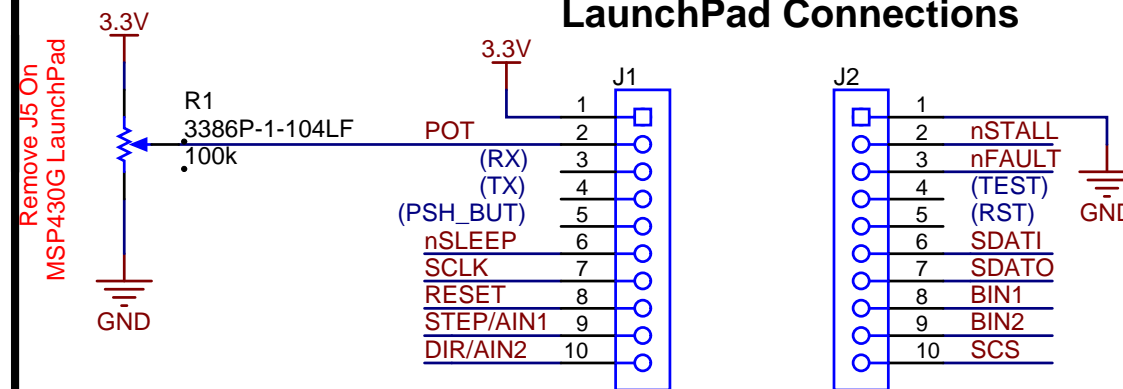 LaunchPad Connections
Remove J5 On
MSP430G LaunchPad
3.3V
R1
3386P-1-104LF
100k
GND
3.3V
J1
1
POT 2
(RX) 3
(TX) 4
(PSH_BUT) 5
nSLEEP 6
SCLK 7
RESET 8
STEP/AIN1 9
DIR/AIN2 10
J2
1
2 nSTALL
3 nFAULT
4 (TEST)
5 (RST)
6 SDATI
7 SDATO
8 BIN1
9 BIN2
10 SCS
GND